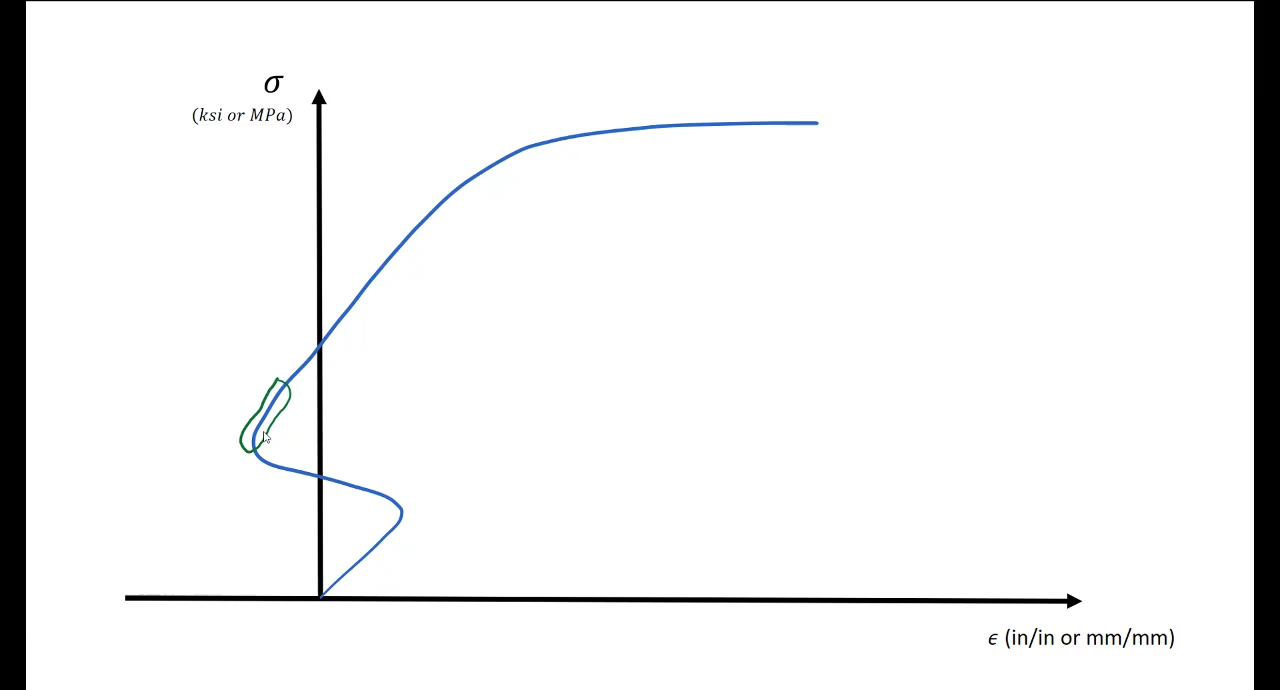 σ
(ksi or MPa)
ϵ (in/in or mm/mm)